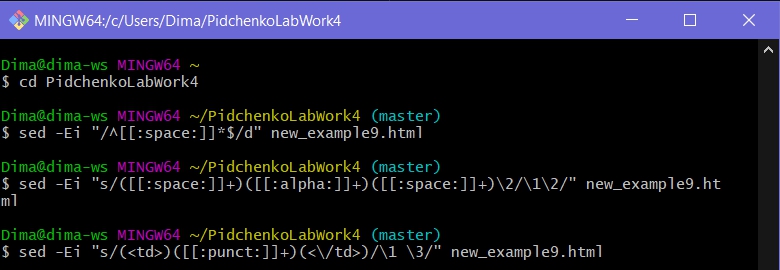 MINGW64:/c/Users/Dima/PidchenkoLabWork4
Dima@dima-ws MINGW64 ~
$ cd PidchenkoLabWork4
Dima@dima-ws MINGW64 ~/PidchenkoLabWork4 (master)
$ sed -Ei "/^[[:space:]]*$/d" new_example9.html
Dima@dima-ws MINGW64 ~/PidchenkoLabWork4 (master)
$ sed -Ei "s/([[:space:]]+)([[:alpha:]]+)([[:space:]]+)\2/\1\2/" new_example9.ht
ml
Dima@dima-ws MINGW64 ~/PidchenkoLabWork4 (master)
$ sed -Ei "s/(<td>)([[:punct:]]+)(<\/td>)/\1 \3/" new_example9.html